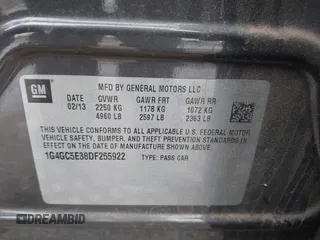 GM
MFD BY GENERAL MOTORS LLC
DATE GVWR GAWR FRT GAWR RR
02/13 2250 KG 1178 KG 1072 KG
4960 LB 2597 LB 2363 LB
THIS VEHICLE CONFORMS TO ALL APPLICABLE U.S. FEDERAL MOTOR
VEHICLE SAFETY, BUMPER, AND THEFT PREVENTION STANDARDS
IN EFFECT ON THE DATE OF MANUFACTURE SHOWN ABOVE.
1G4GC5E38DF255922 TYPE: PASS CAR
IDREAMBID